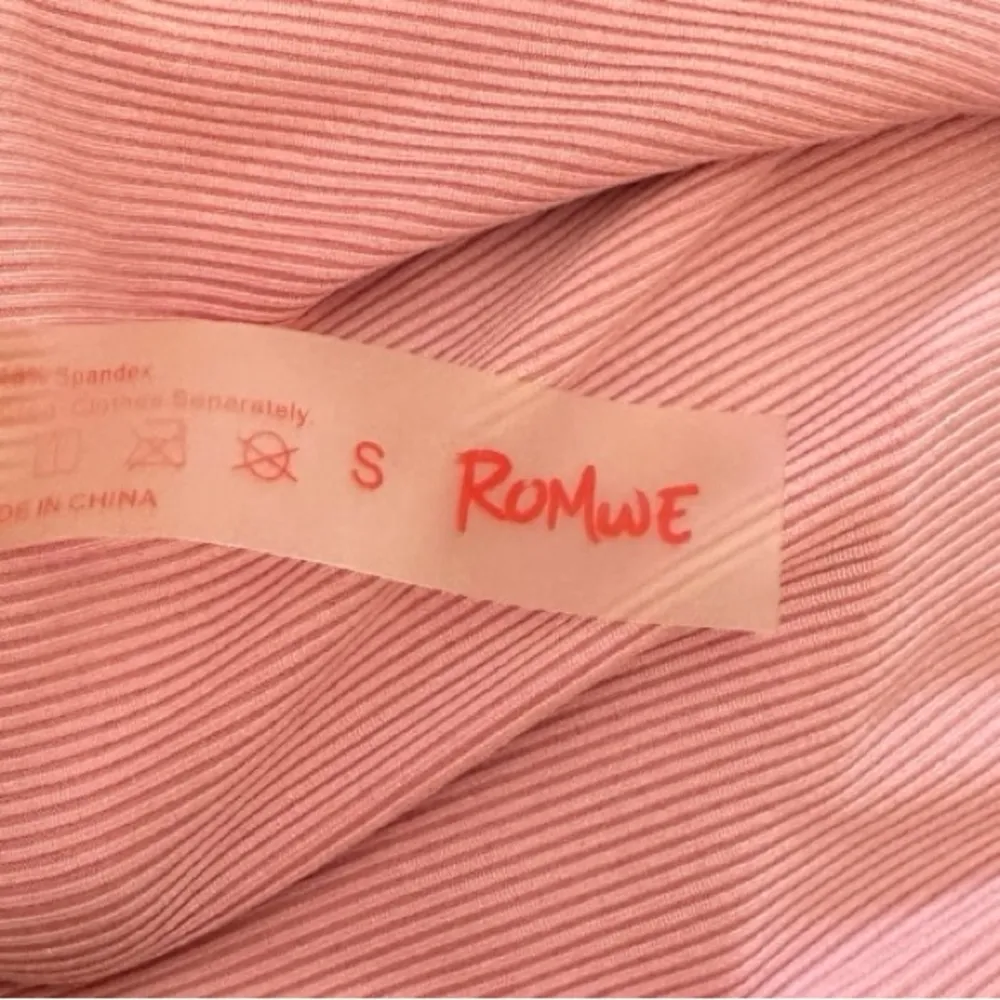 Spandex
Clothes Separately.
S ROMWE
DE IN CHINA